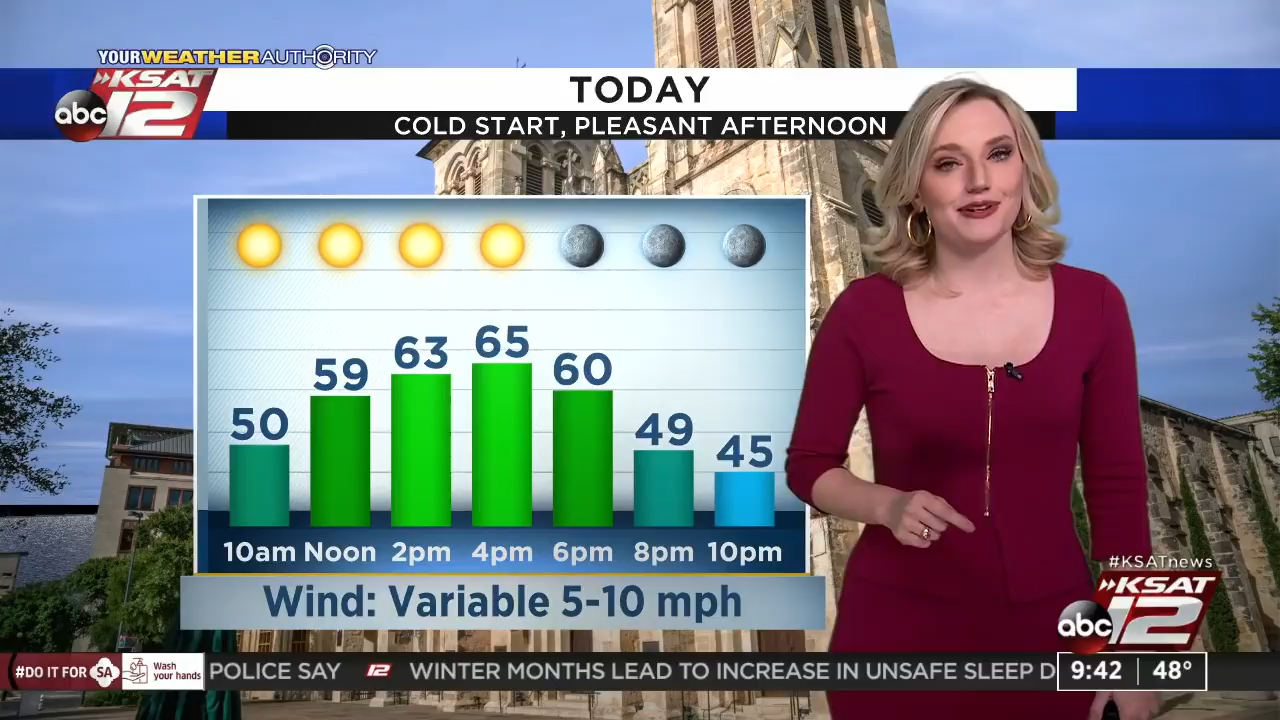 YOURWEATHERAUTHORITY
KSAT
abc 12
TODAY
COLD START, PLEASANT AFTERNOON
50 59 63 65 60 49 45
10am Noon 2pm 4pm 6pm 8pm 10pm
Wind: Variable 5-10 mph
#KSATnews
KSAT
abc 12
#DO IT FOR SA Wash your hands POLICE SAY 12 WINTER MONTHS LEAD TO INCREASE IN UNSAFE SLEEP D 9:42 48°